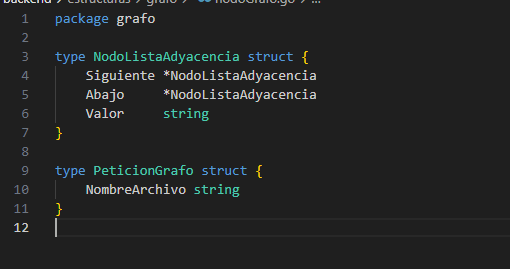 backend > estructuras > grafo > nodoGrafo.go > ...
1 package grafo
2
3 type NodoListaAdyacencia struct {
4 Siguiente *NodoListaAdyacencia
5 Abajo *NodoListaAdyacencia
6 Valor string
7 }
8
9 type PeticionGrafo struct {
10 NombreArchivo string
11 }
12